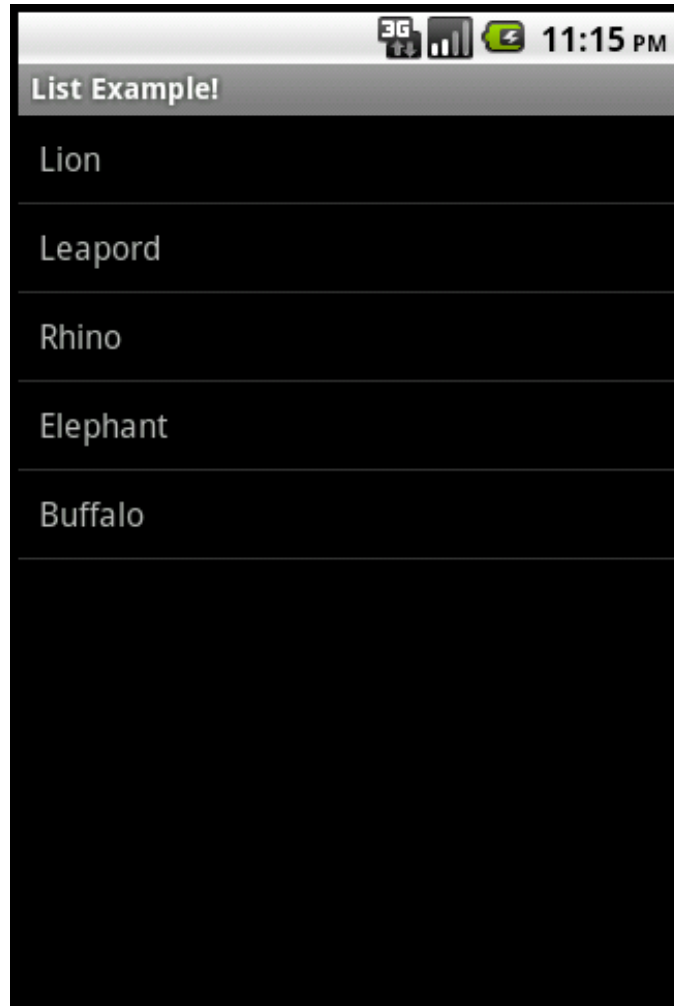 3G 11:15 PM
List Example!
Lion
Leapord
Rhino
Elephant
Buffalo